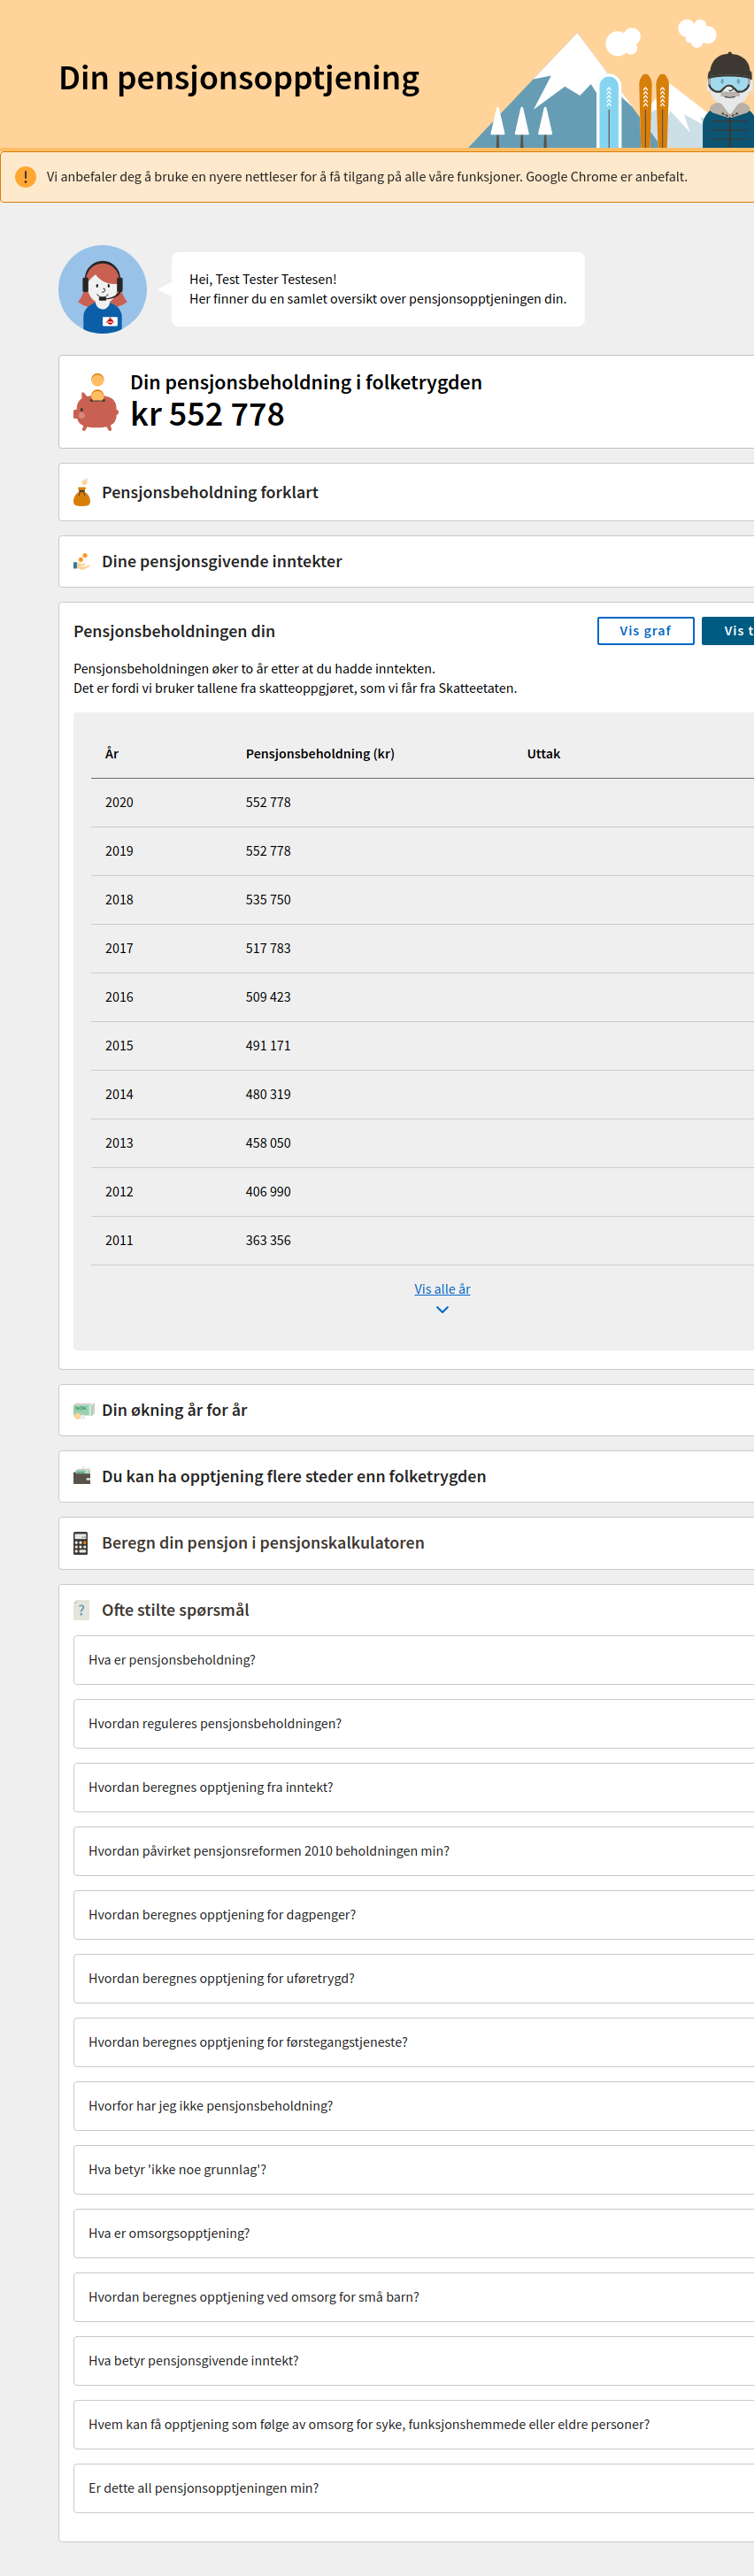 Din pensjonsopptjening
Vi anbefaler deg å bruke en nyere nettleser for å få tilgang på alle våre funksjoner. Google Chrome er anbefalt.
Hei, Test Tester Testesen!
Her finner du en samlet oversikt over pensjonsopptjeningen din.
Din pensjonsbeholdning i folketrygden
kr 552 778
Pensjonsbeholdning forklart
Dine pensjonsgivende inntekter
Pensjonsbeholdningen din Vis graf Vis t
Pensjonsbeholdningen øker to år etter at du hadde inntekten.
Det er fordi vi bruker tallene fra skatteoppgjøret, som vi får fra Skatteetaten.
År Pensjonsbeholdning (kr) Uttak
2020 552 778
2019 552 778
2018 535 750
2017 517 783
2016 509 423
2015 491 171
2014 480 319
2013 458 050
2012 406 990
2011 363 356
Vis alle år
Din økning år for år
Du kan ha opptjening flere steder enn folketrygden
Beregn din pensjon i pensjonskalkulatoren
Ofte stilte spørsmål
Hva er pensjonsbeholdning?
Hvordan reguleres pensjonsbeholdningen?
Hvordan beregnes opptjening fra inntekt?
Hvordan påvirket pensjonsreformen 2010 beholdningen min?
Hvordan beregnes opptjening for dagpenger?
Hvordan beregnes opptjening for uføretrygd?
Hvordan beregnes opptjening for førstegangstjeneste?
Hvorfor har jeg ikke pensjonsbeholdning?
Hva betyr 'ikke noe grunnlag'?
Hva er omsorgsopptjening?
Hvordan beregnes opptjening ved omsorg for små barn?
Hva betyr pensjonsgivende inntekt?
Hvem kan få opptjening som følge av omsorg for syke, funksjonshemmede eller eldre personer?
Er dette all pensjonsopptjeningen min?